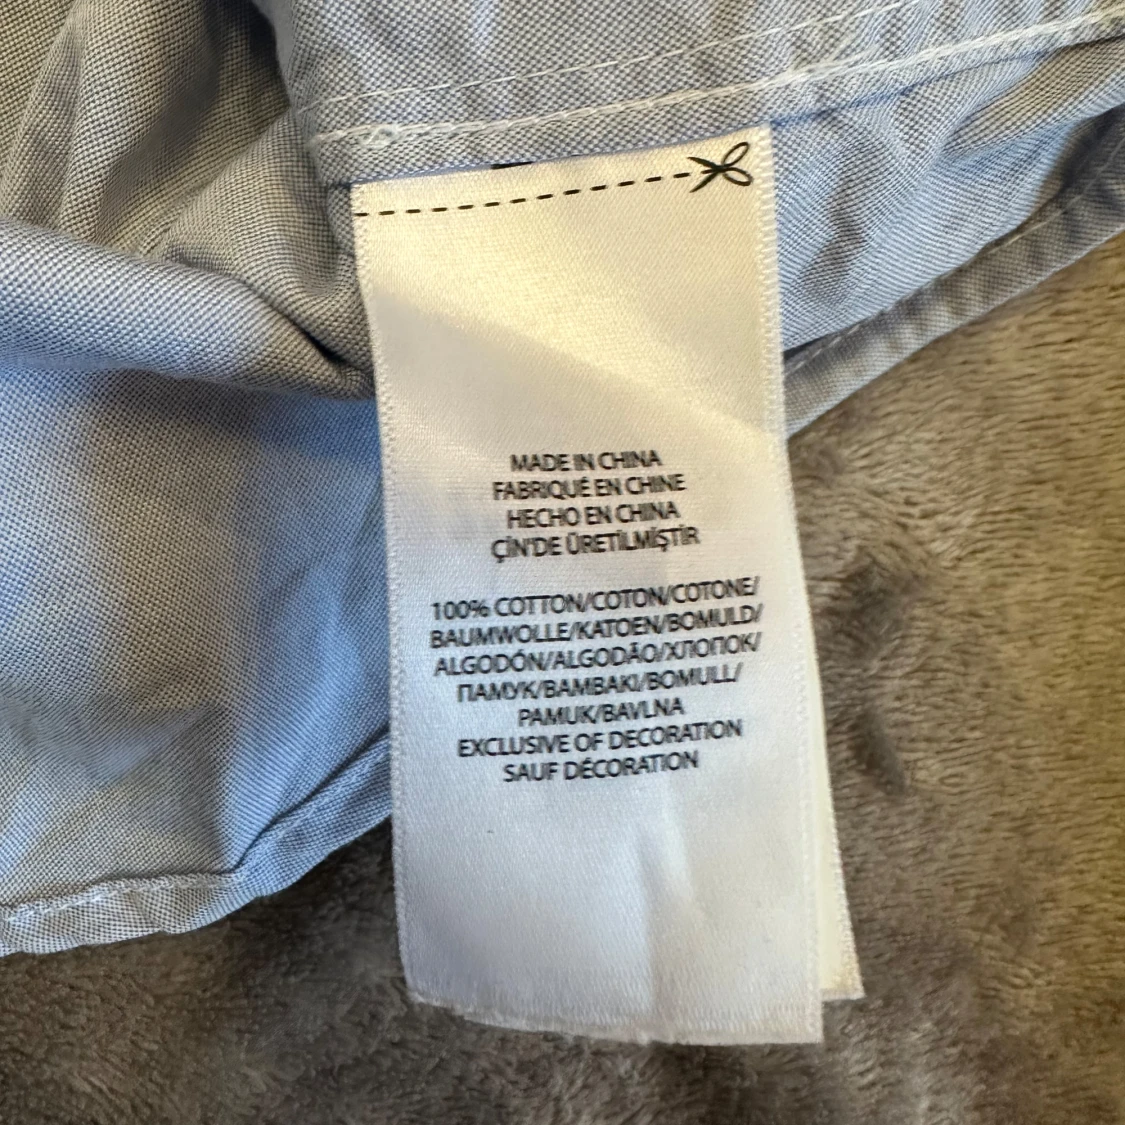 MADE IN CHINA
FABRIQUÉ EN CHINE
HECHO EN CHINA
ÇİN'DE ÜRETİLMİŞTİR
100% COTTON/COTON/COTONE/
BAUMWOLLE/KATOEN/BOMULD/
ALGODÓN/ALGODÃO/ХЛОПОК/
ПАМУК/BAMBAKI/BOMULL/
PAMUK/BAVLNA
EXCLUSIVE OF DECORATION
SAUF DÉCORATION